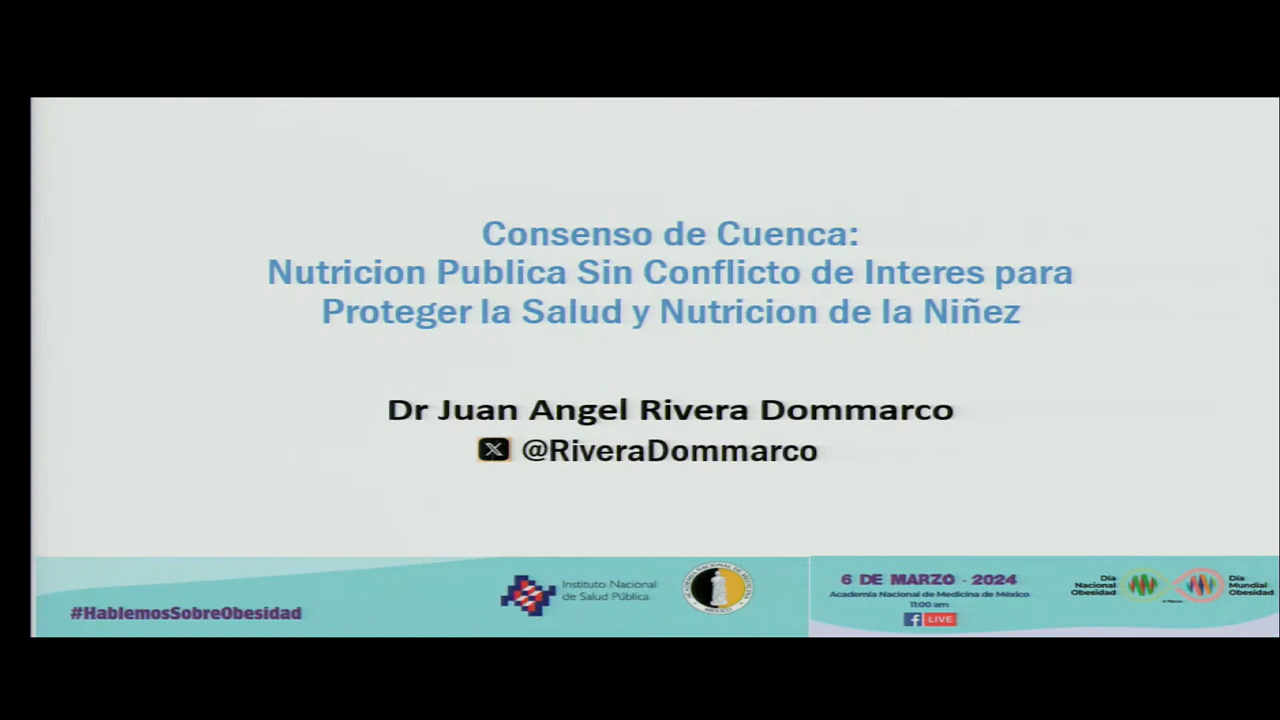 Consenso de Cuenca:
Nutricion Publica Sin Conflicto de Interes para
Proteger la Salud y Nutricion de la Niñez
Dr Juan Angel Rivera Dommarco
@RiveraDommarco
#HablemosSobreObesidad
Instituto Nacional
de Salud Pública
6 DE MARZO · 2024
Academia Nacional de Medicina de México
11:00 am
LIVE
Día
Nacional
Obesidad
Día
Mundial
Obesidad